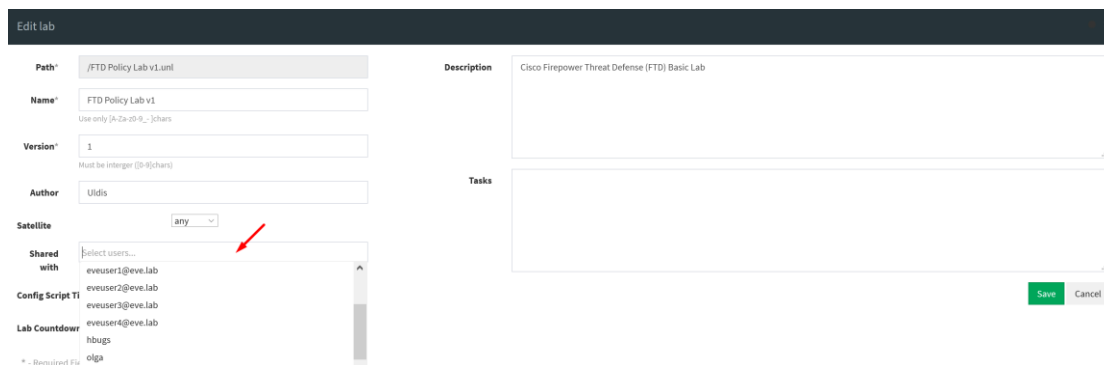 Edit lab
Path*
/FTD Policy Lab v1.unl
Name*
FTD Policy Lab v1
Use only [A-Za-z0-9_- ]chars
Version*
1
Must be interger ([0-9]chars)
Author
Uldis
Satellite
any
Shared
with
Select users...
eveuser1@eve.lab
eveuser2@eve.lab
eveuser3@eve.lab
eveuser4@eve.lab
hbugs
olga
Config Script Ti
Lab Countdown
* - Required Fie
Description
Cisco Firepower Threat Defense (FTD) Basic Lab
Tasks
Save
Cancel